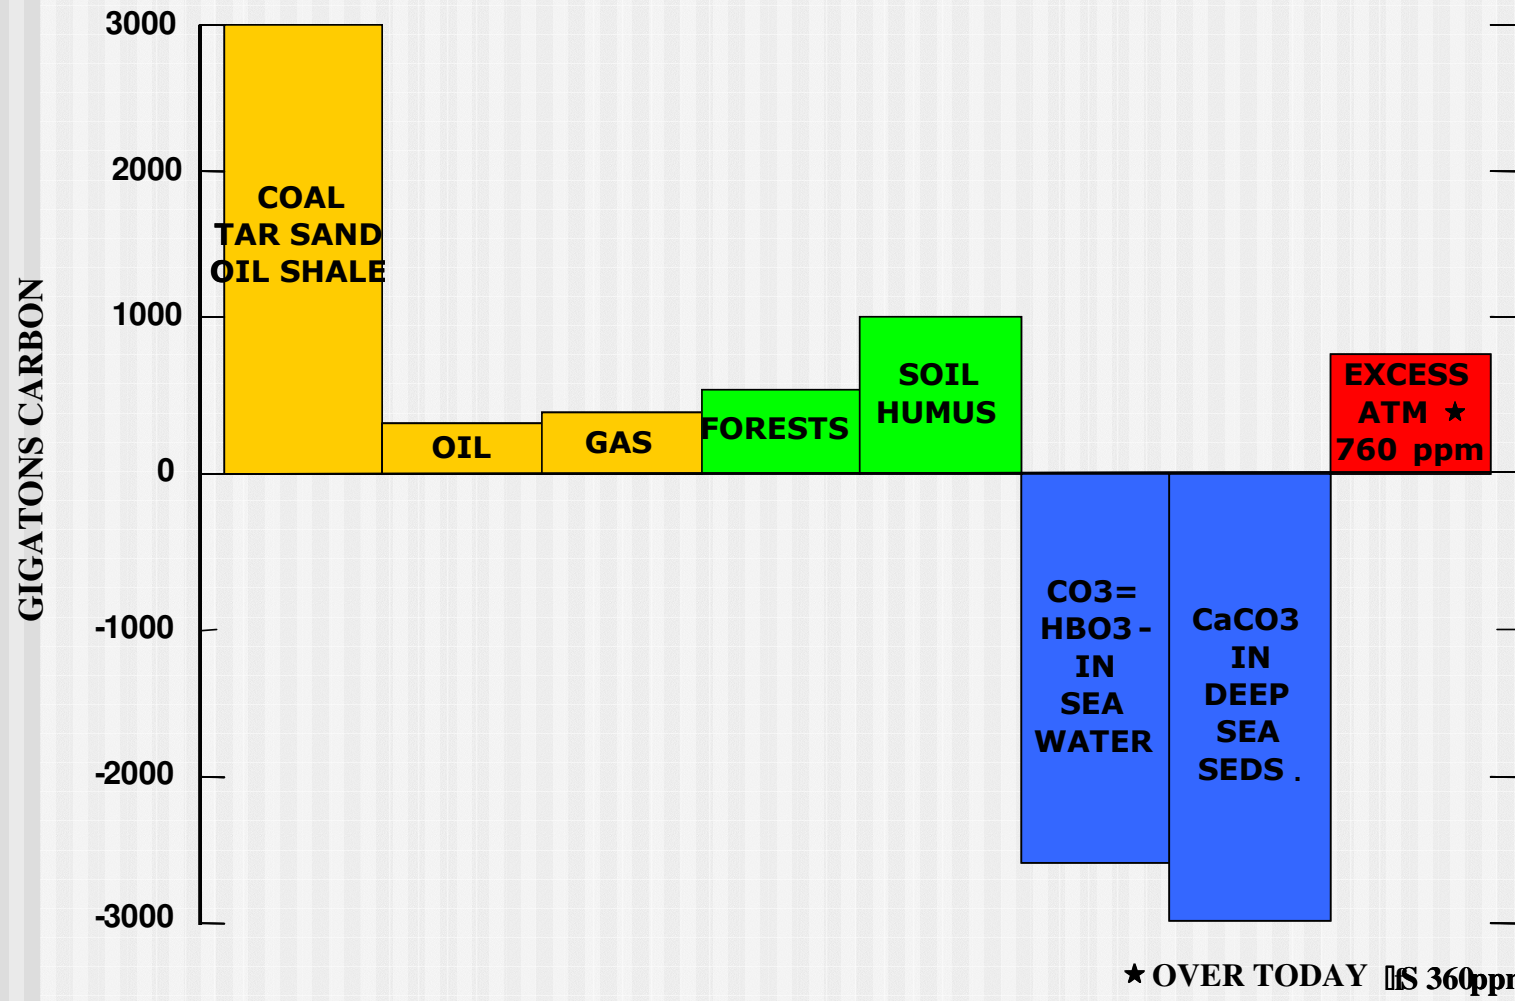 3000
2000
1000
0
-1000
-2000
-3000
GIGATONS CARBON
COAL
TAR SAND
OIL SHALE
OIL
GAS
FORESTS
SOIL
HUMUS
CO3=
HBO3-
IN
SEA
WATER
CaCO3
IN
DEEP
SEA
SEDS .
EXCESS
ATM ★
760 ppm
★ OVER TODAY 360